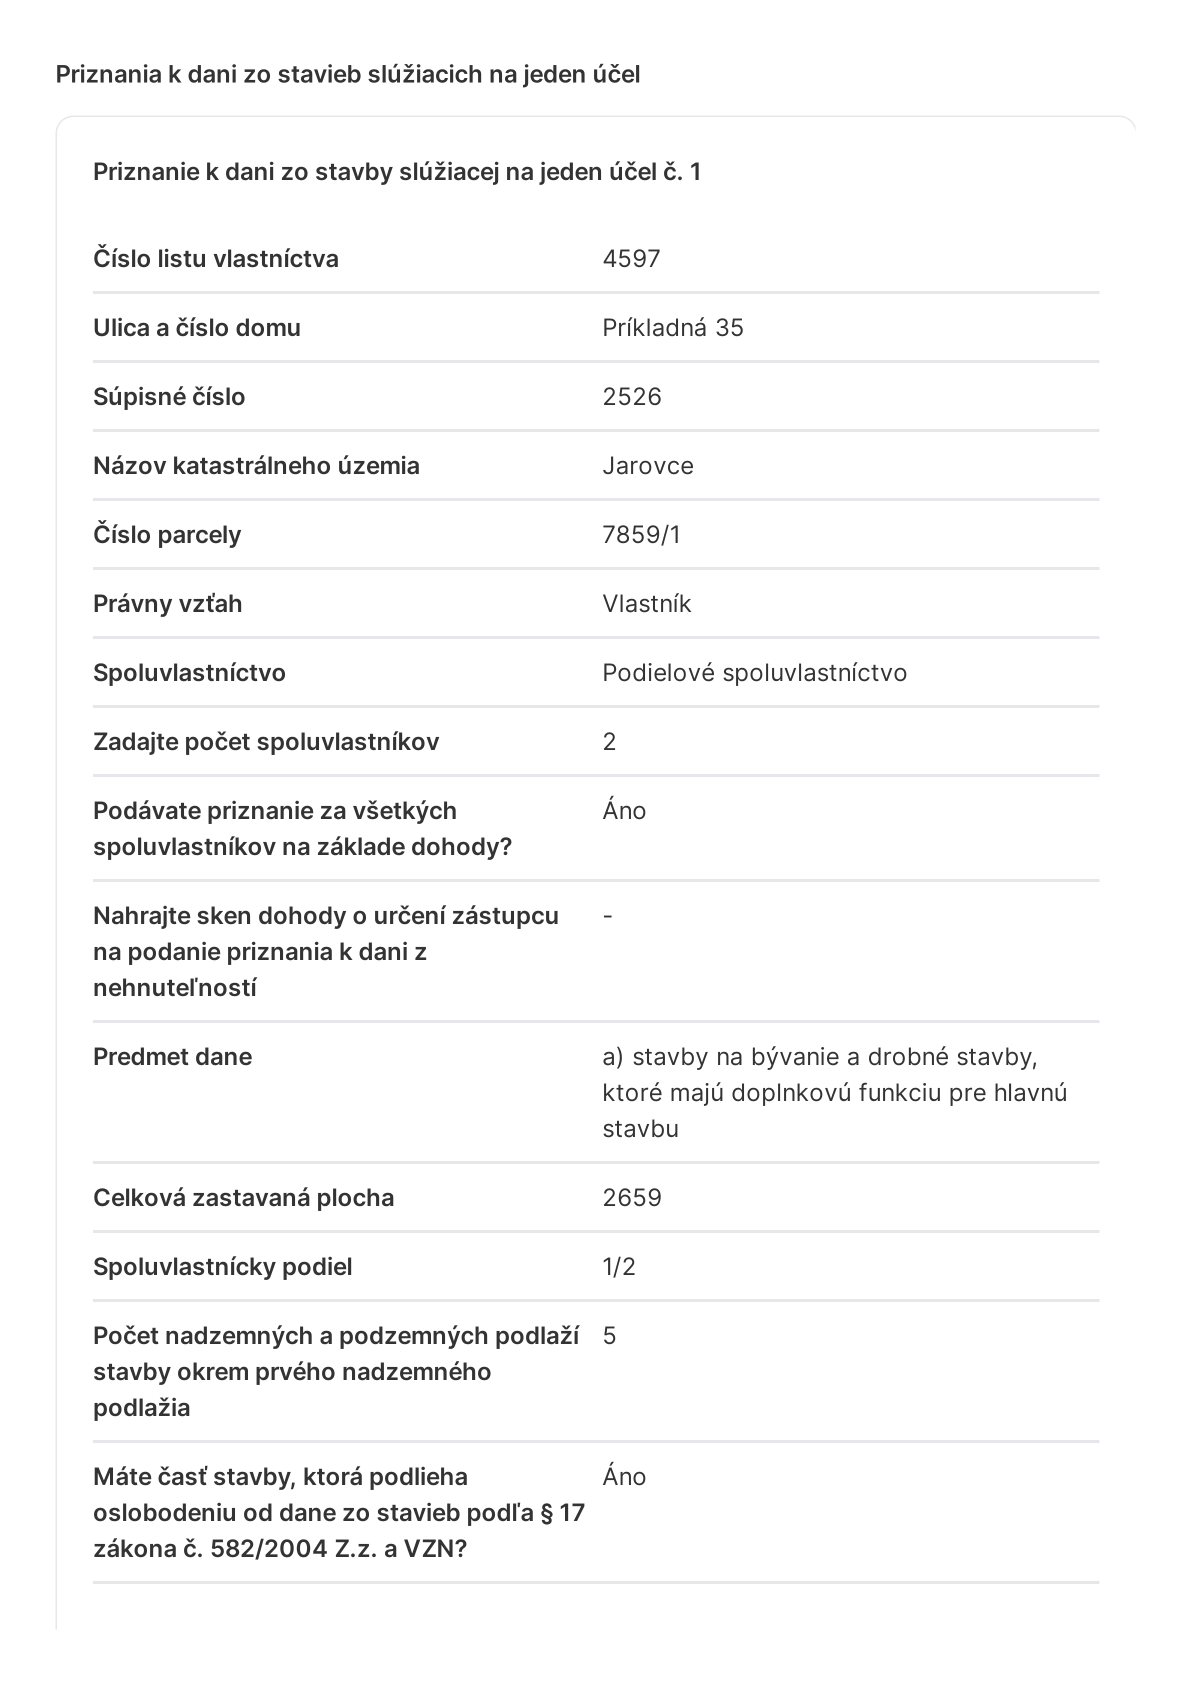 Priznania k dani zo stavieb slúžiacich na jeden účel
Priznanie k dani zo stavby slúžiacej na jeden účel č. 1
Číslo listu vlastníctva 4597
Ulica a číslo domu Príkladná 35
Súpisné číslo 2526
Názov katastrálneho územia Jarovce
Číslo parcely 7859/1
Právny vzťah Vlastník
Spoluvlastníctvo Podielové spoluvlastníctvo
Zadajte počet spoluvlastníkov 2
Podávate priznanie za všetkých Áno
spoluvlastníkov na základe dohody?
Nahrajte sken dohody o určení zástupcu -
na podanie priznania k dani z
nehnuteľností
Predmet dane a) stavby na bývanie a drobné stavby,
ktoré majú doplnkovú funkciu pre hlavnú
stavbu
Celková zastavaná plocha 2659
Spoluvlastnícky podiel 1/2
Počet nadzemných a podzemných podlaží 5
stavby okrem prvého nadzemného
podlažia
Máte časť stavby, ktorá podlieha Áno
oslobodeniu od dane zo stavieb podľa § 17
zákona č. 582/2004 Z.z. a VZN?